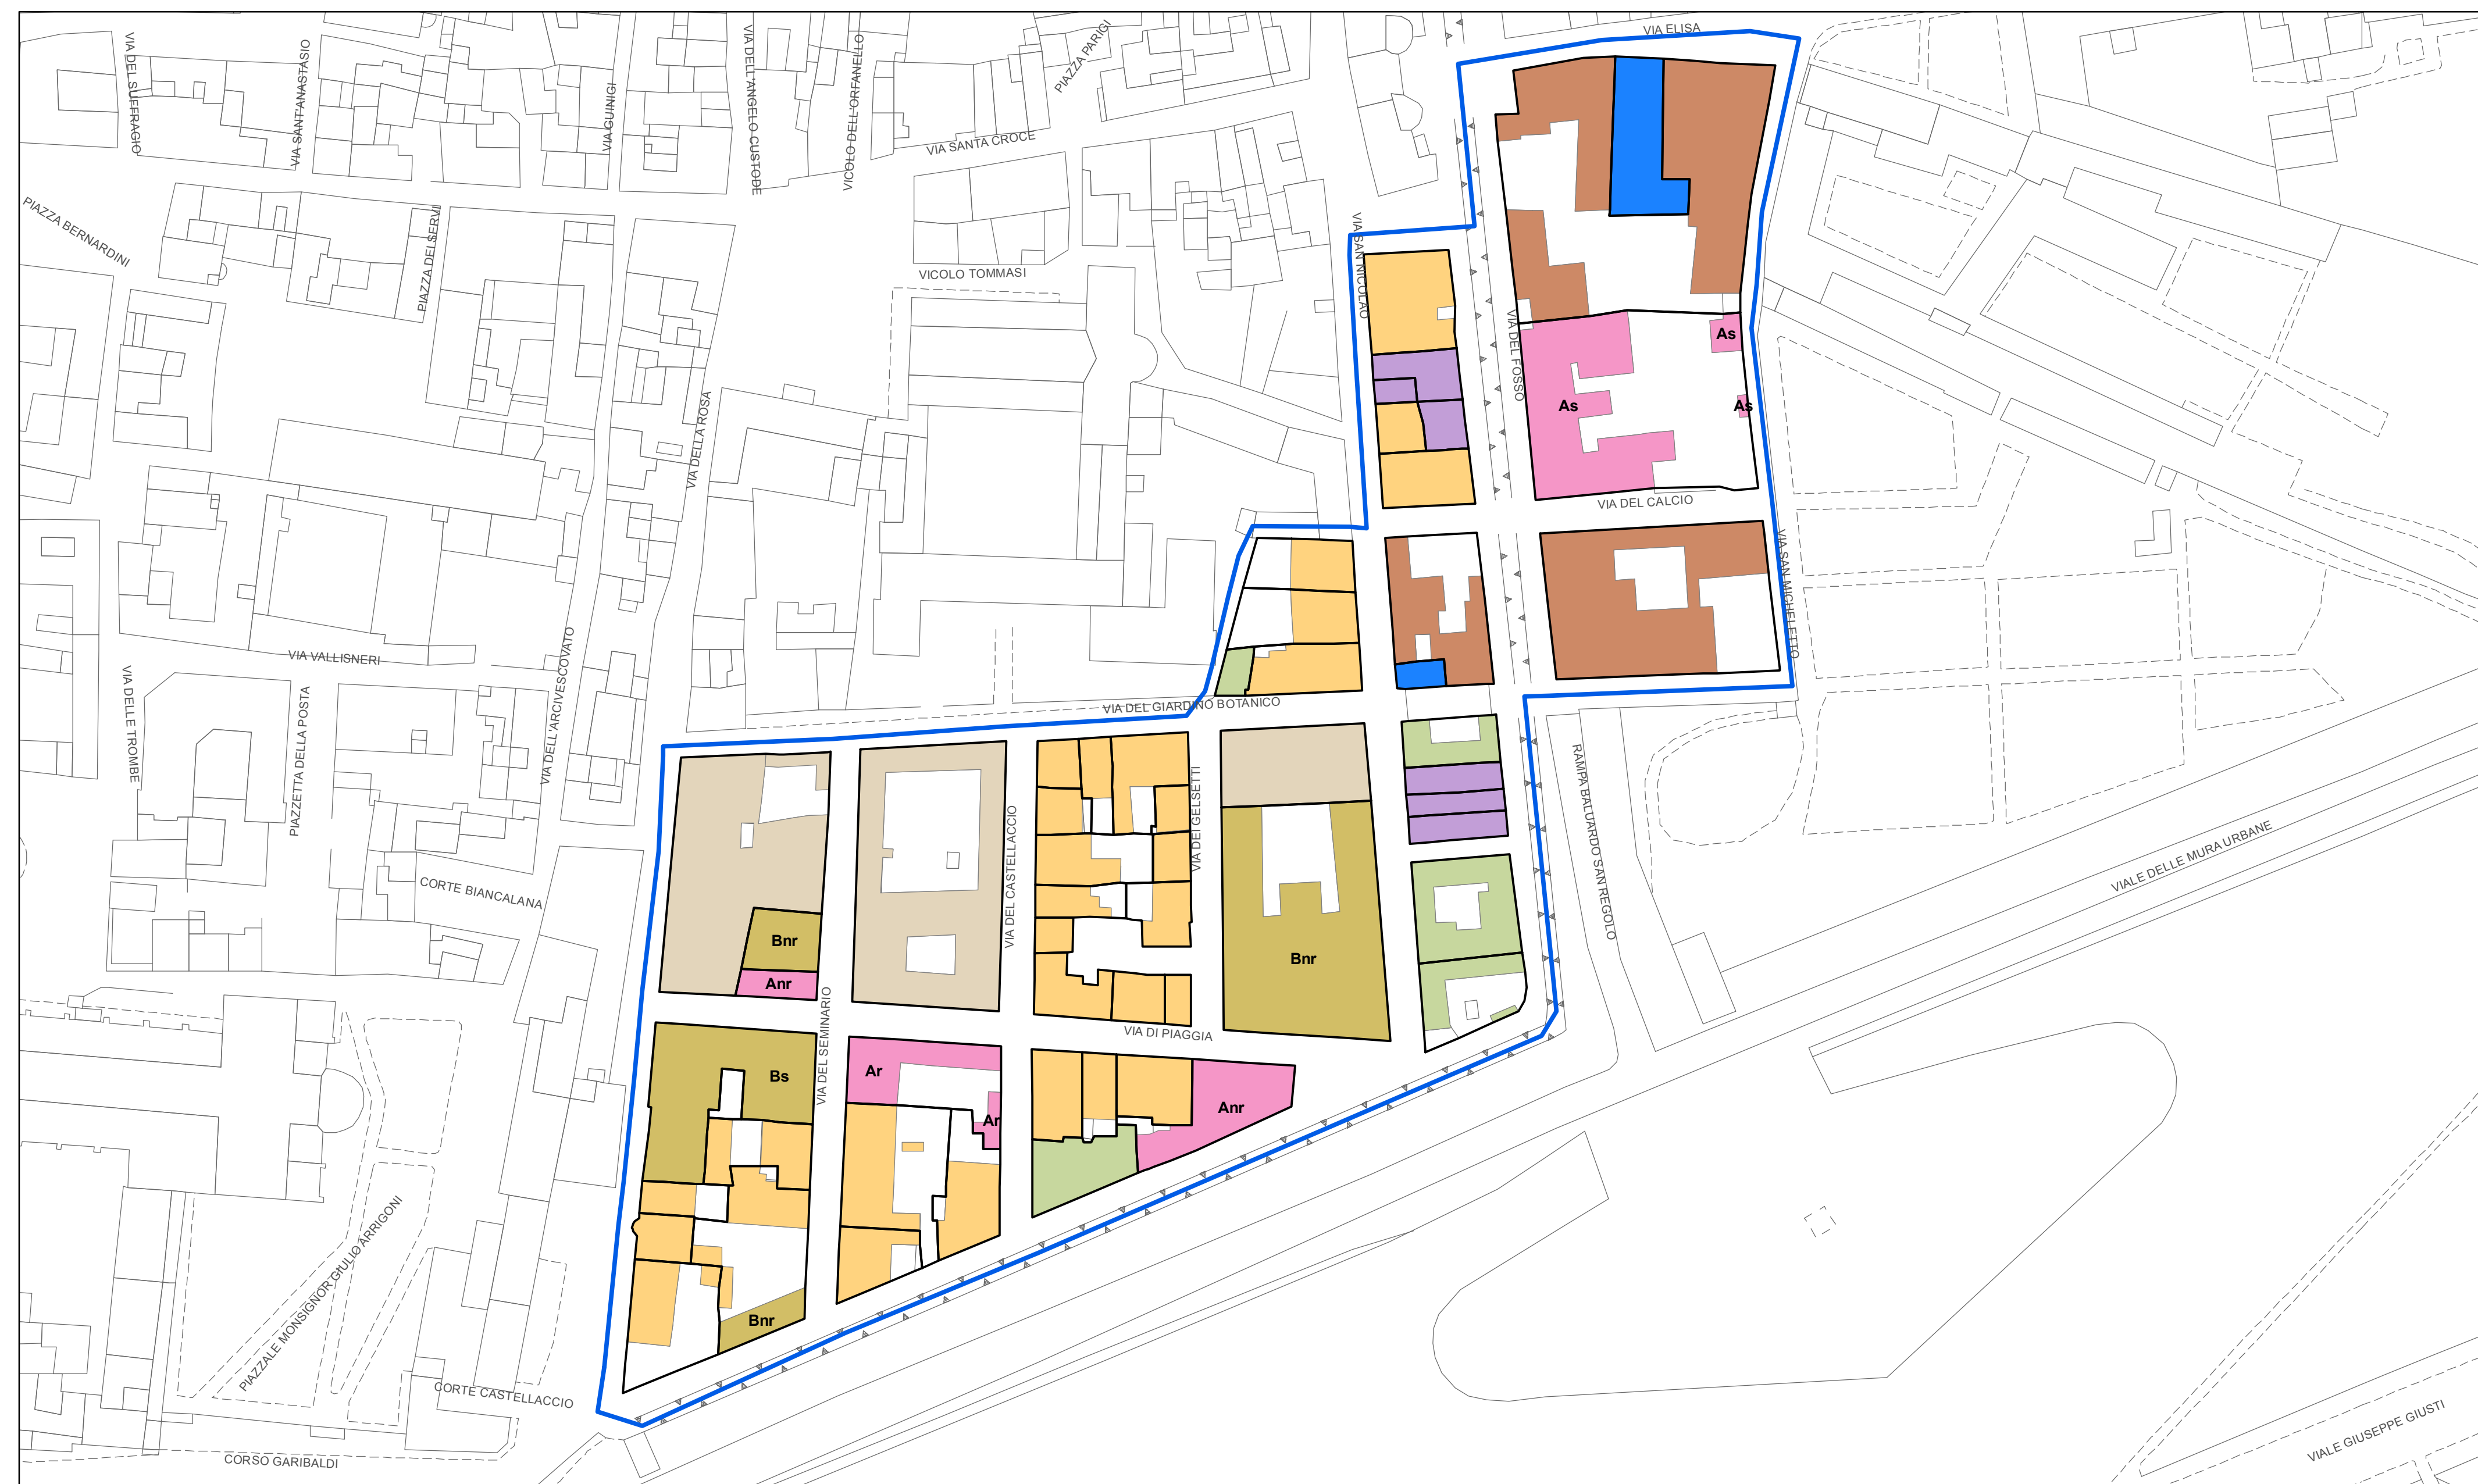 VIA ELISA
VIA DEL SUFFRAGIO
VIA SANT'ANASTASIO
VIA GUINIGI
VIA DELL'ANGELO CUSTODE
VICOLO DELL'ORFANELLO
PIAZZA PARIGI
VIA SANTA CROCE
PIAZZA BERNARDINI
PIAZZA DEI SERVI
VICOLO TOMMASI
VIA SAN NICOLAO
VIA DEL FOSSO
As
As
As
VIA DELLA ROSA
VIA DEL CALCIO
VIA SAN MICHELETTO
VIA VALLISNERI
VIA DELLE TROMBE
PIAZZETTA DELLA POSTA
VIA DELL'ARCIVESCOVATO
VIA DEL GIARDINO BOTANICO
RAMPA BALUARDO SAN REGOLO
VIA DEI GELSETTI
VIA DEL CASTELLACCIO
VIALE DELLE MURA URBANE
CORTE BIANCALANA
Bnr
Bnr
Anr
VIA DEL SEMINARIO
VIA DI PIAGGIA
Bs
Ar
Ar
Anr
PIAZZALE MONSIGNOR GIULIO ARRIGONI
Bnr
CORTE CASTELLACCIO
CORSO GARIBALDI
VIALE GIUSEPPE GIUSTI